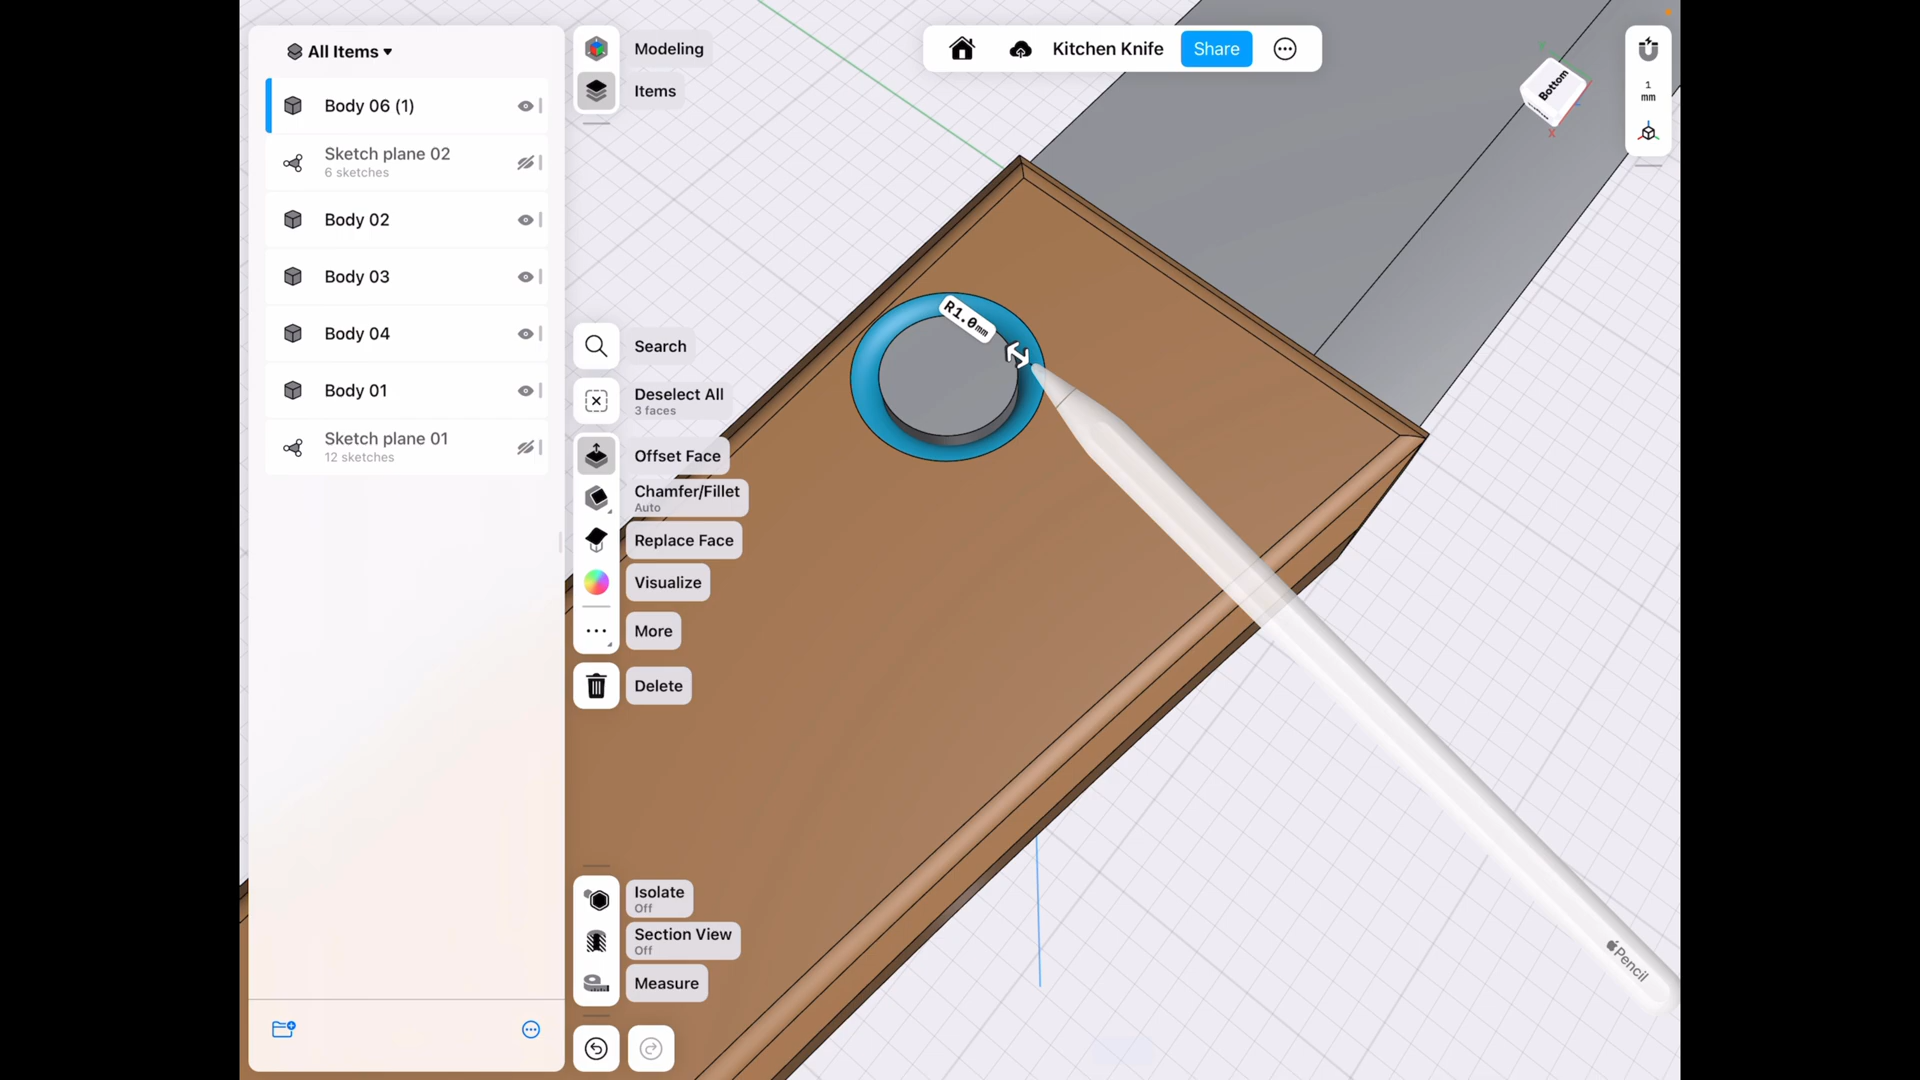 All Items
Body 06 (1)
Sketch plane 02
6 sketches
Body 02
Body 03
Body 04
Body 01
Sketch plane 01
12 sketches
Modeling
Items
Search
Deselect All
3 faces
Offset Face
Chamfer/Fillet
Auto
Replace Face
Visualize
More
Delete
Isolate
Off
Section View
Off
Measure
Kitchen Knife
Share
R1.0mm
Bottom
X
1
mm
Pencil